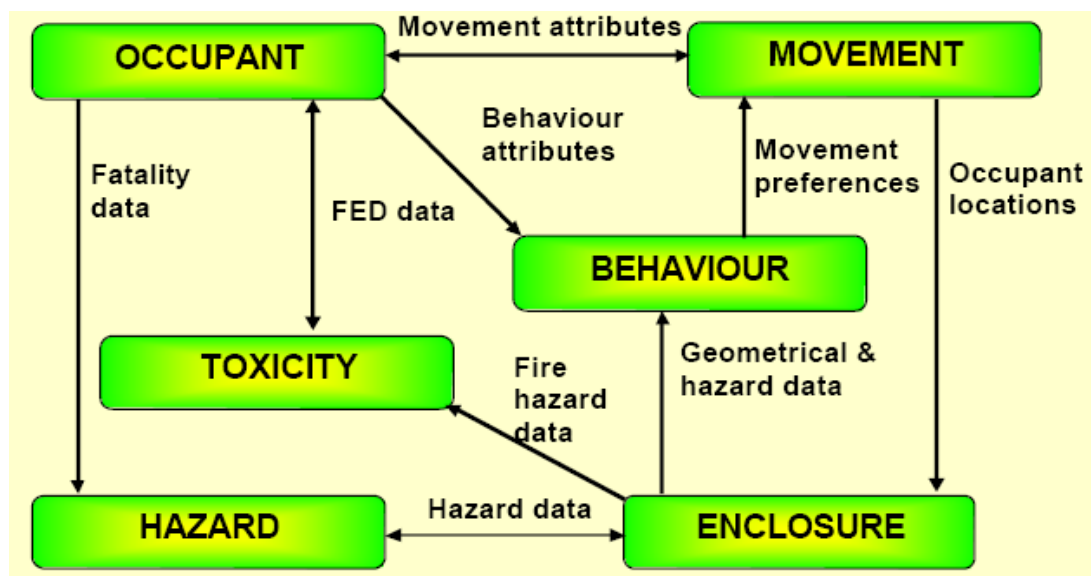 Movement attributes
OCCUPANT
MOVEMENT
Behaviour
attributes
Movement
preferences
Fatality
data
FED data
Occupant
locations
BEHAVIOUR
TOXICITY
Fire
hazard
data
Geometrical &
hazard data
HAZARD
Hazard data
ENCLOSURE